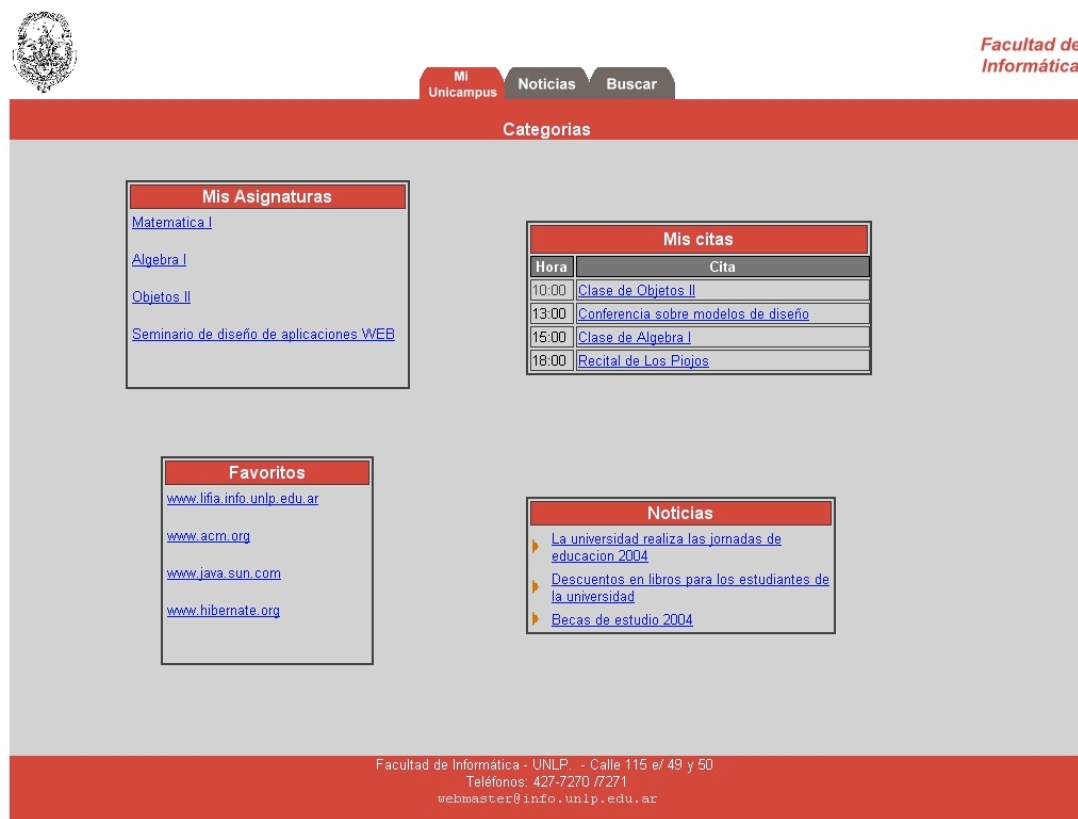 Facultad de
Informática
Mi
Unicampus
Noticias
Buscar
Categorias
Mis Asignaturas
Matematica I
Algebra I
Objetos II
Seminario de diseño de aplicaciones WEB
Mis citas
Hora Cita
10:00 Clase de Objetos II
13:00 Conferencia sobre modelos de diseño
15:00 Clase de Algebra I
18:00 Recital de Los Piojos
Favoritos
www.lifia.info.unlp.edu.ar
www.acm.org
www.java.sun.com
www.hibernate.org
Noticias
La universidad realiza las jornadas de
educacion 2004
Descuentos en libros para los estudiantes de
la universidad
Becas de estudio 2004
Facultad de Informática - UNLP. - Calle 115 e/ 49 y 50
Teléfonos: 427-7270 /7271
webmaster@info.unlp.edu.ar